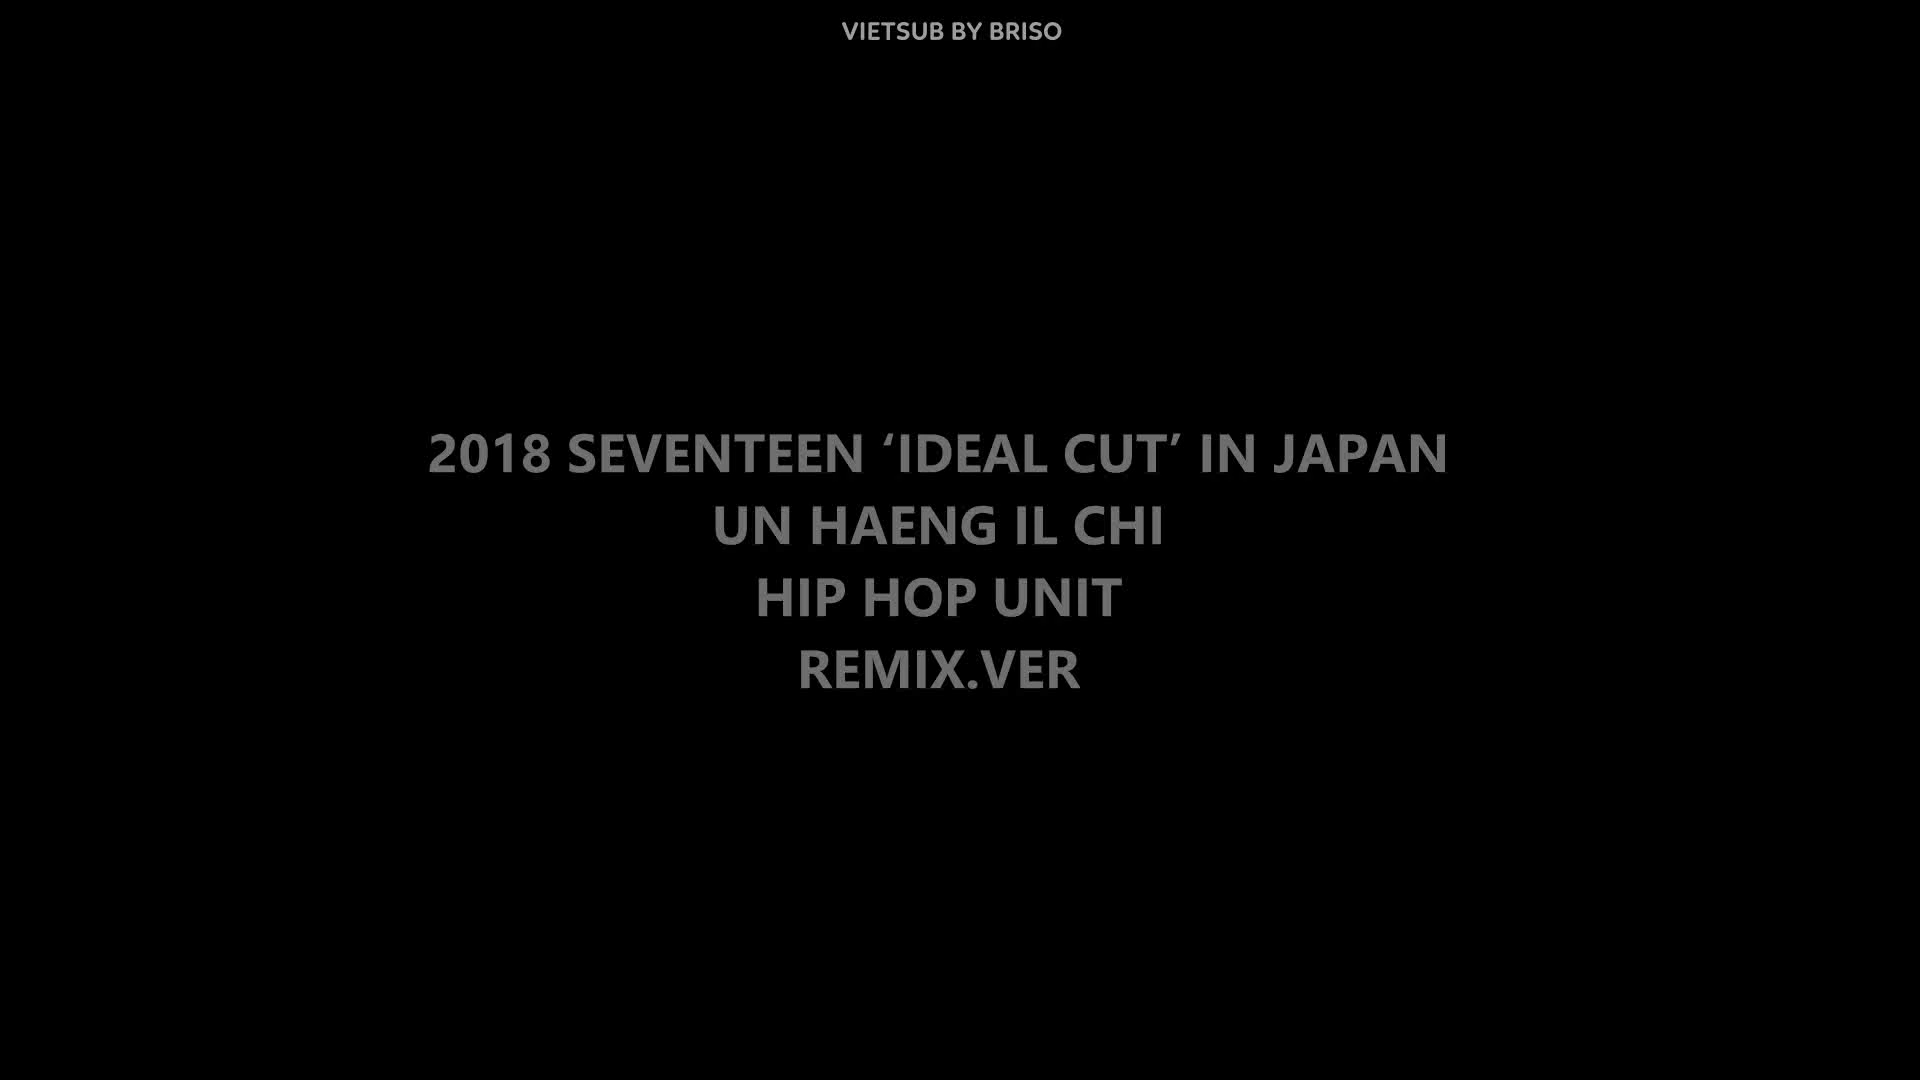 VIETSUB BY BRISO
2018 SEVENTEEN ‘IDEAL CUT’ IN JAPAN
UN HAENG IL CHI
HIP HOP UNIT
REMIX.VER